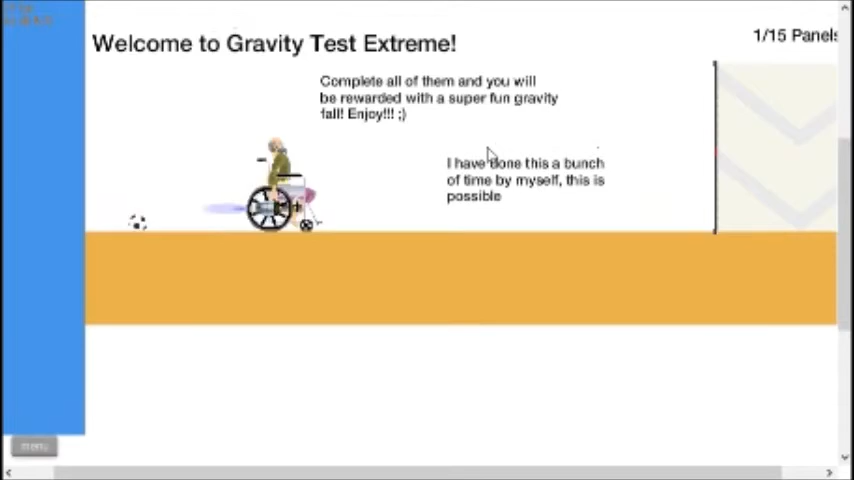 Welcome to Gravity Test Extreme!
1/15 Panels
Complete all of them and you will
be rewarded with a super fun gravity
fall! Enjoy!!! ;)
I have done this a bunch
of time by myself, this is
possible
menu